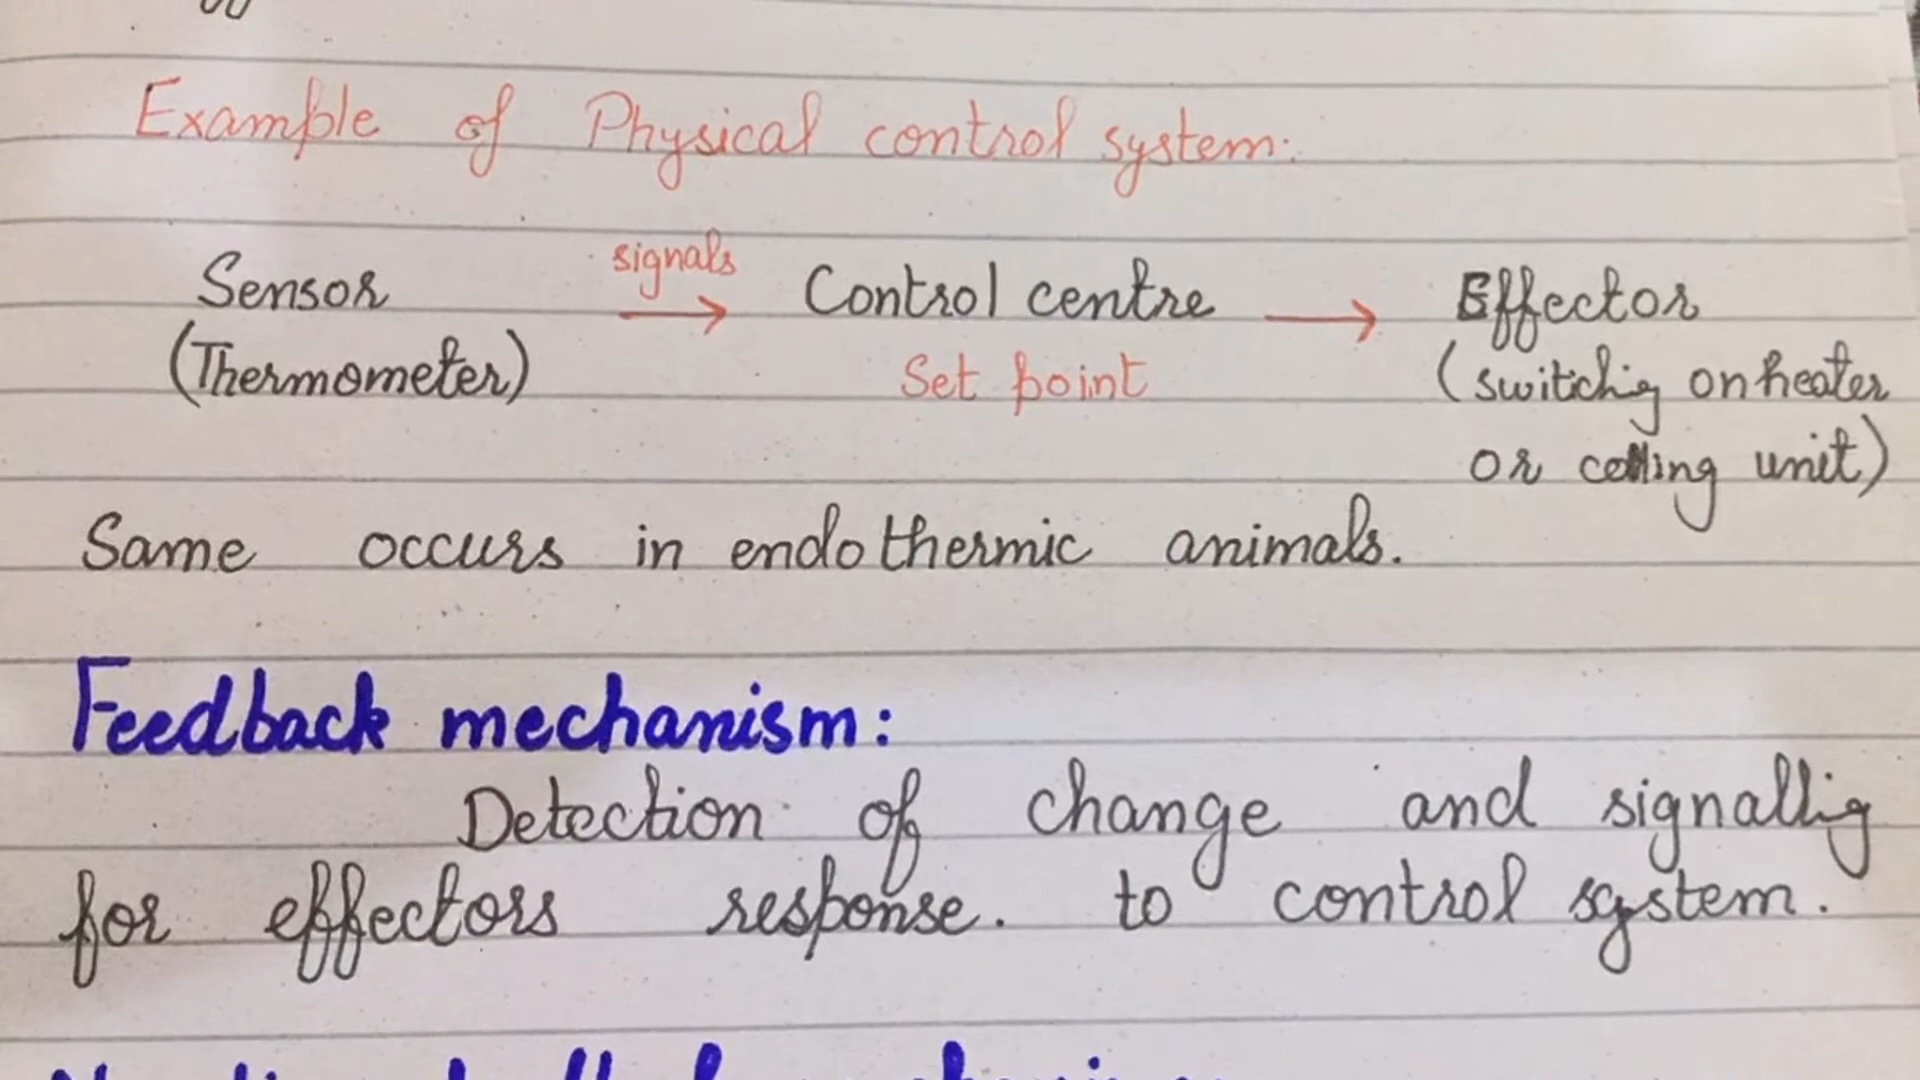 Example of Physical control system:
signals
Sensor → Control centre → Effector
(Thermometer) Set point (switchig on heater
or colling unit)
Same occurs in endothermic animals.
Feedback mechanism:
Detection of change and signallig
for effectors response. to control system.